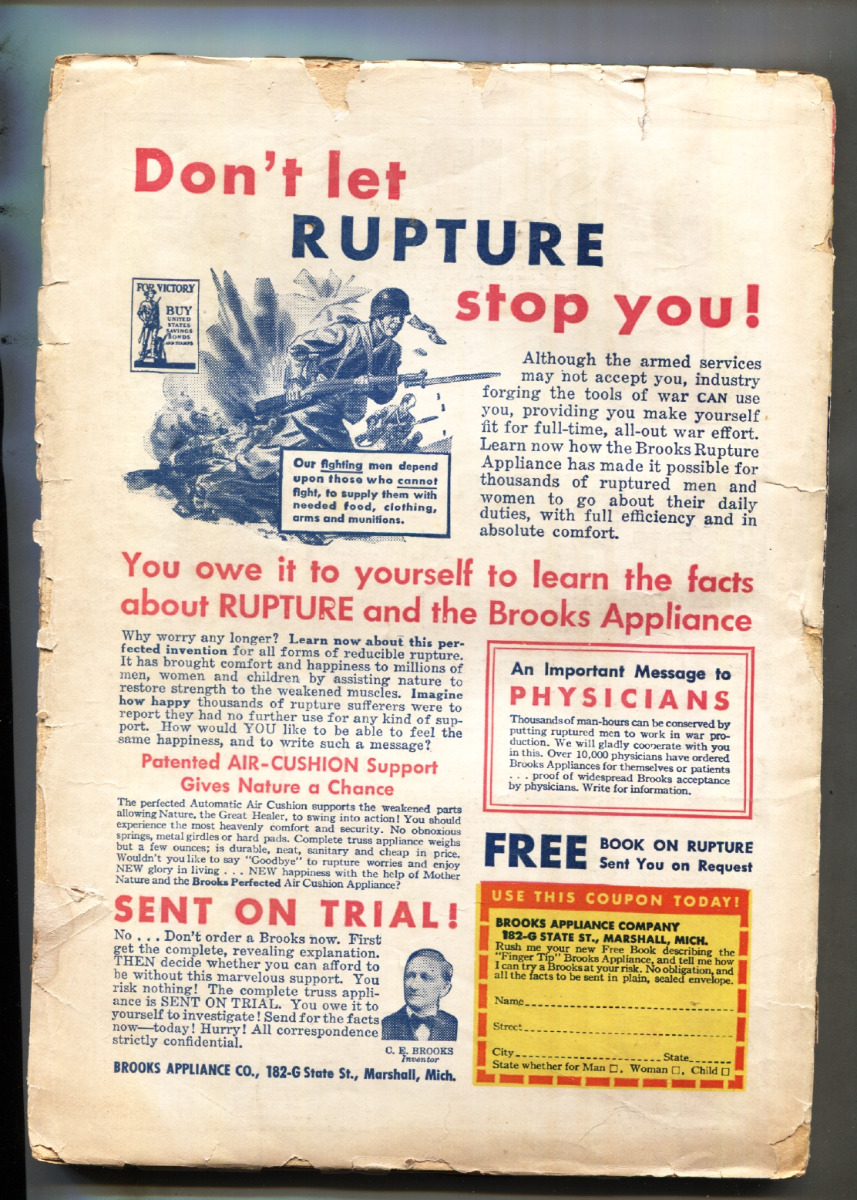 Don't let
RUPTURE
stop you!
FOR VICTORY
BUY
UNITED
STATES
SAVINGS
BONDS
AND STAMPS
Our fighting men depend
upon those who cannot
fight, to supply them with
needed food, clothing,
arms and munitions.
Although the armed services
may not accept you, industry
forging the tools of war CAN use
you, providing you make yourself
fit for full-time, all-out war effort.
Learn now how the Brooks Rupture
Appliance has made it possible for
thousands of ruptured men and
women to go about their daily
duties, with full efficiency and in
absolute comfort.
You owe it to yourself to learn the facts
about RUPTURE and the Brooks Appliance
Why worry any longer? Learn now about this per-
fected invention for all forms of reducible rupture.
It has brought comfort and happiness to millions of
men, women and children by assisting nature to
restore strength to the weakened muscles. Imagine
how happy thousands of rupture sufferers were to
report they had no further use for any kind of sup-
port. How would YOU like to be able to feel the
same happiness, and to write such a message?
Patented AIR-CUSHION Support
Gives Nature a Chance
The perfected Automatic Air Cushion supports the weakened parts
allowing Nature, the Great Healer, to swing into action! You should
experience the most heavenly comfort and security. No obnoxious
springs, metal girdles or hard pads. Complete truss appliance weighs
but a few ounces; is durable, neat, sanitary and cheap in price.
Wouldn't you like to say "Goodbye" to rupture worries and enjoy
NEW glory in living . . . NEW happiness with the help of Mother
Nature and the Brooks Perfected Air Cushion Appliance?
SENT ON TRIAL!
No . . . Don't order a Brooks now. First
get the complete, revealing explanation.
THEN decide whether you can afford to
be without this marvelous support. You
risk nothing! The complete truss appli-
ance is SENT ON TRIAL. You owe it to
yourself to investigate! Send for the facts
now—today! Hurry! All correspondence
strictly confidential.
C. E. BROOKS
Inventor
BROOKS APPLIANCE CO., 182-G State St., Marshall, Mich.
An Important Message to
PHYSICIANS
Thousands of man-hours can be conserved by
putting ruptured men to work in war pro-
duction. We will gladly cooperate with you
in this. Over 10,000 physicians have ordered
Brooks Appliances for themselves or patients
. . . proof of widespread Brooks acceptance
by physicians. Write for information.
FREE BOOK ON RUPTURE
Sent You on Request
USE THIS COUPON TODAY!
BROOKS APPLIANCE COMPANY
182-G STATE ST., MARSHALL, MICH.
Rush me your new Free Book describing the
"Finger Tip" Brooks Appliance, and tell me how
I can try a Brooks at your risk. No obligation, and
all the facts to be sent in plain, sealed envelope.
Name
Street
City State
State whether for Man □, Woman □, Child □